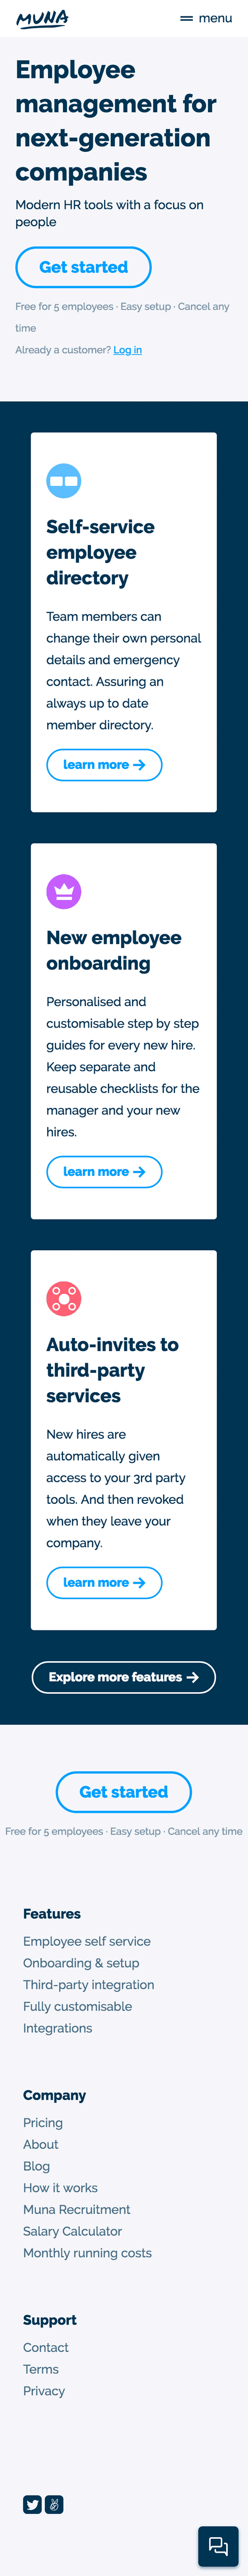 MUNA
menu
Employee
management for
next-generation
companies
Modern HR tools with a focus on
people
Get started
Free for 5 employees · Easy setup · Cancel any
time
Already a customer? Log in
Self-service
employee
directory
Team members can
change their own personal
details and emergency
contact. Assuring an
always up to date
member directory.
learn more →
New employee
onboarding
Personalised and
customisable step by step
guides for every new hire.
Keep separate and
reusable checklists for the
manager and your new
hires.
learn more →
Auto-invites to
third-party
services
New hires are
automatically given
access to your 3rd party
tools. And then revoked
when they leave your
company.
learn more →
Explore more features →
Get started
Free for 5 employees · Easy setup · Cancel any time
Features
Employee self service
Onboarding & setup
Third-party integration
Fully customisable
Integrations
Company
Pricing
About
Blog
How it works
Muna Recruitment
Salary Calculator
Monthly running costs
Support
Contact
Terms
Privacy